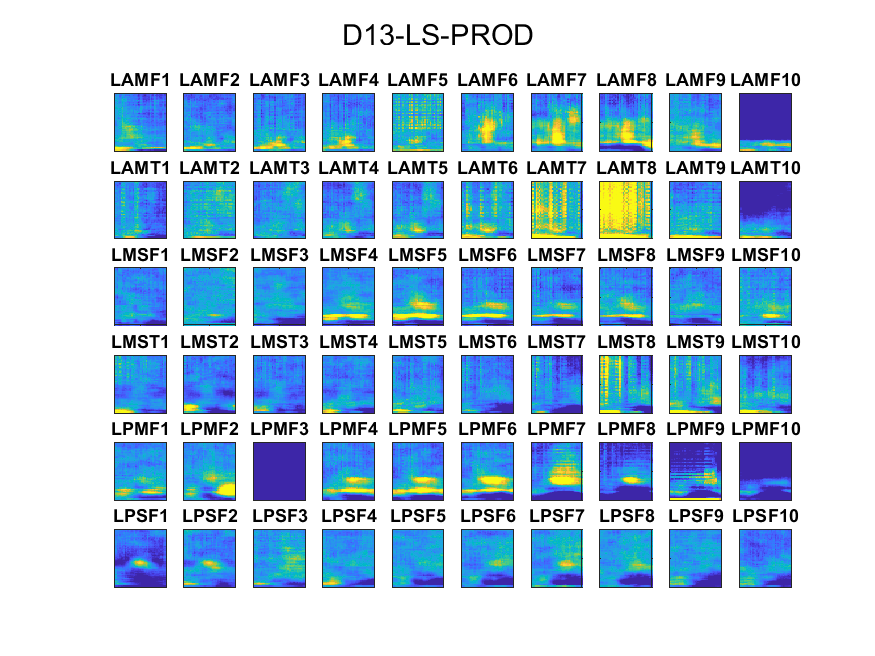 D13-LS-PROD
LAMF1 LAMF2 LAMF3 LAMF4 LAMF5 LAMF6 LAMF7 LAMF8 LAMF9 LAMF10
LAMT1 LAMT2 LAMT3 LAMT4 LAMT5 LAMT6 LAMT7 LAMT8 LAMT9 LAMT10
LMSF1 LMSF2 LMSF3 LMSF4 LMSF5 LMSF6 LMSF7 LMSF8 LMSF9 LMSF10
LMST1 LMST2 LMST3 LMST4 LMST5 LMST6 LMST7 LMST8 LMST9 LMST10
LPMF1 LPMF2 LPMF3 LPMF4 LPMF5 LPMF6 LPMF7 LPMF8 LPMF9 LPMF10
LPSF1 LPSF2 LPSF3 LPSF4 LPSF5 LPSF6 LPSF7 LPSF8 LPSF9 LPSF10